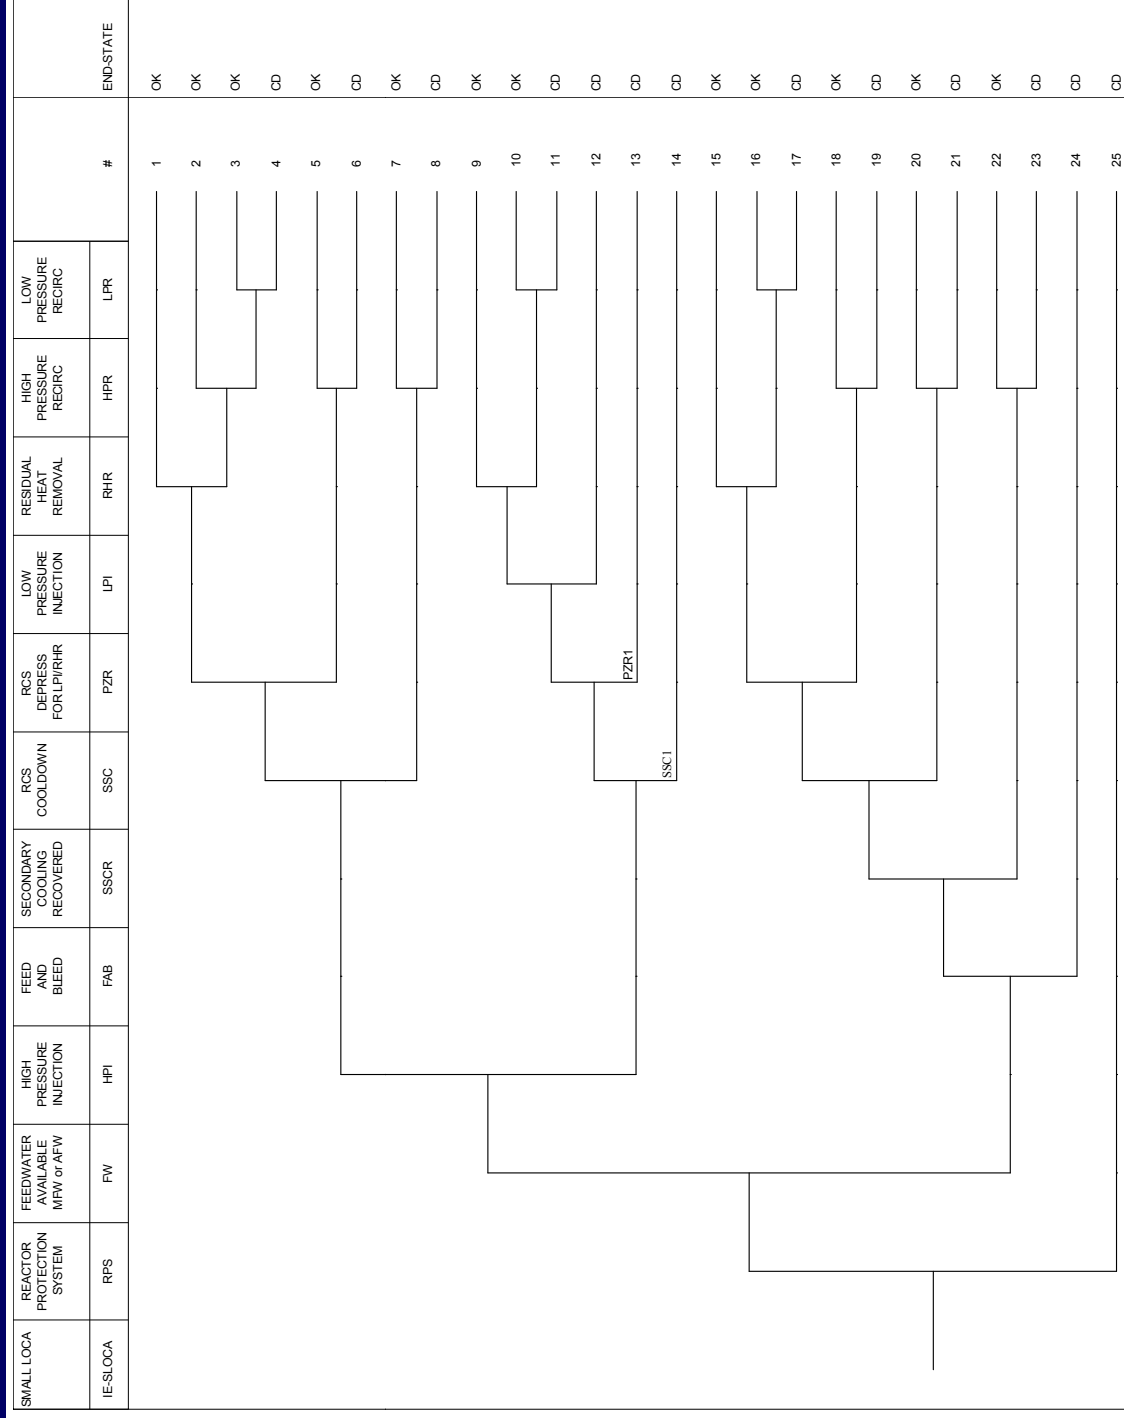 SMALL LOCA
REACTOR
PROTECTION
SYSTEM
FEEDWATER
AVAILABLE
MFW or AFW
HIGH
PRESSURE
INJECTION
FEED
AND
BLEED
SECONDARY
COOLING
RECOVERED
RCS
COOLDOWN
RCS
DEPRESS
FOR LPI/RHR
LOW
PRESSURE
INJECTION
RESIDUAL
HEAT
REMOVAL
HIGH
PRESSURE
RECIRC
LOW
PRESSURE
RECIRC
IE-SLOCA
RPS
FW
HPI
FAB
SSCR
SSC
PZR
LPI
RHR
HPR
LPR
#
END-STATE
1 OK
2 OK
3 OK
4 CD
5 OK
6 CD
7 OK
8 CD
9 OK
10 OK
11 CD
12 CD
PZR1
13 CD
SSC1
14 CD
15 OK
16 OK
17 CD
18 OK
19 CD
20 OK
21 CD
22 OK
23 CD
24 CD
25 CD